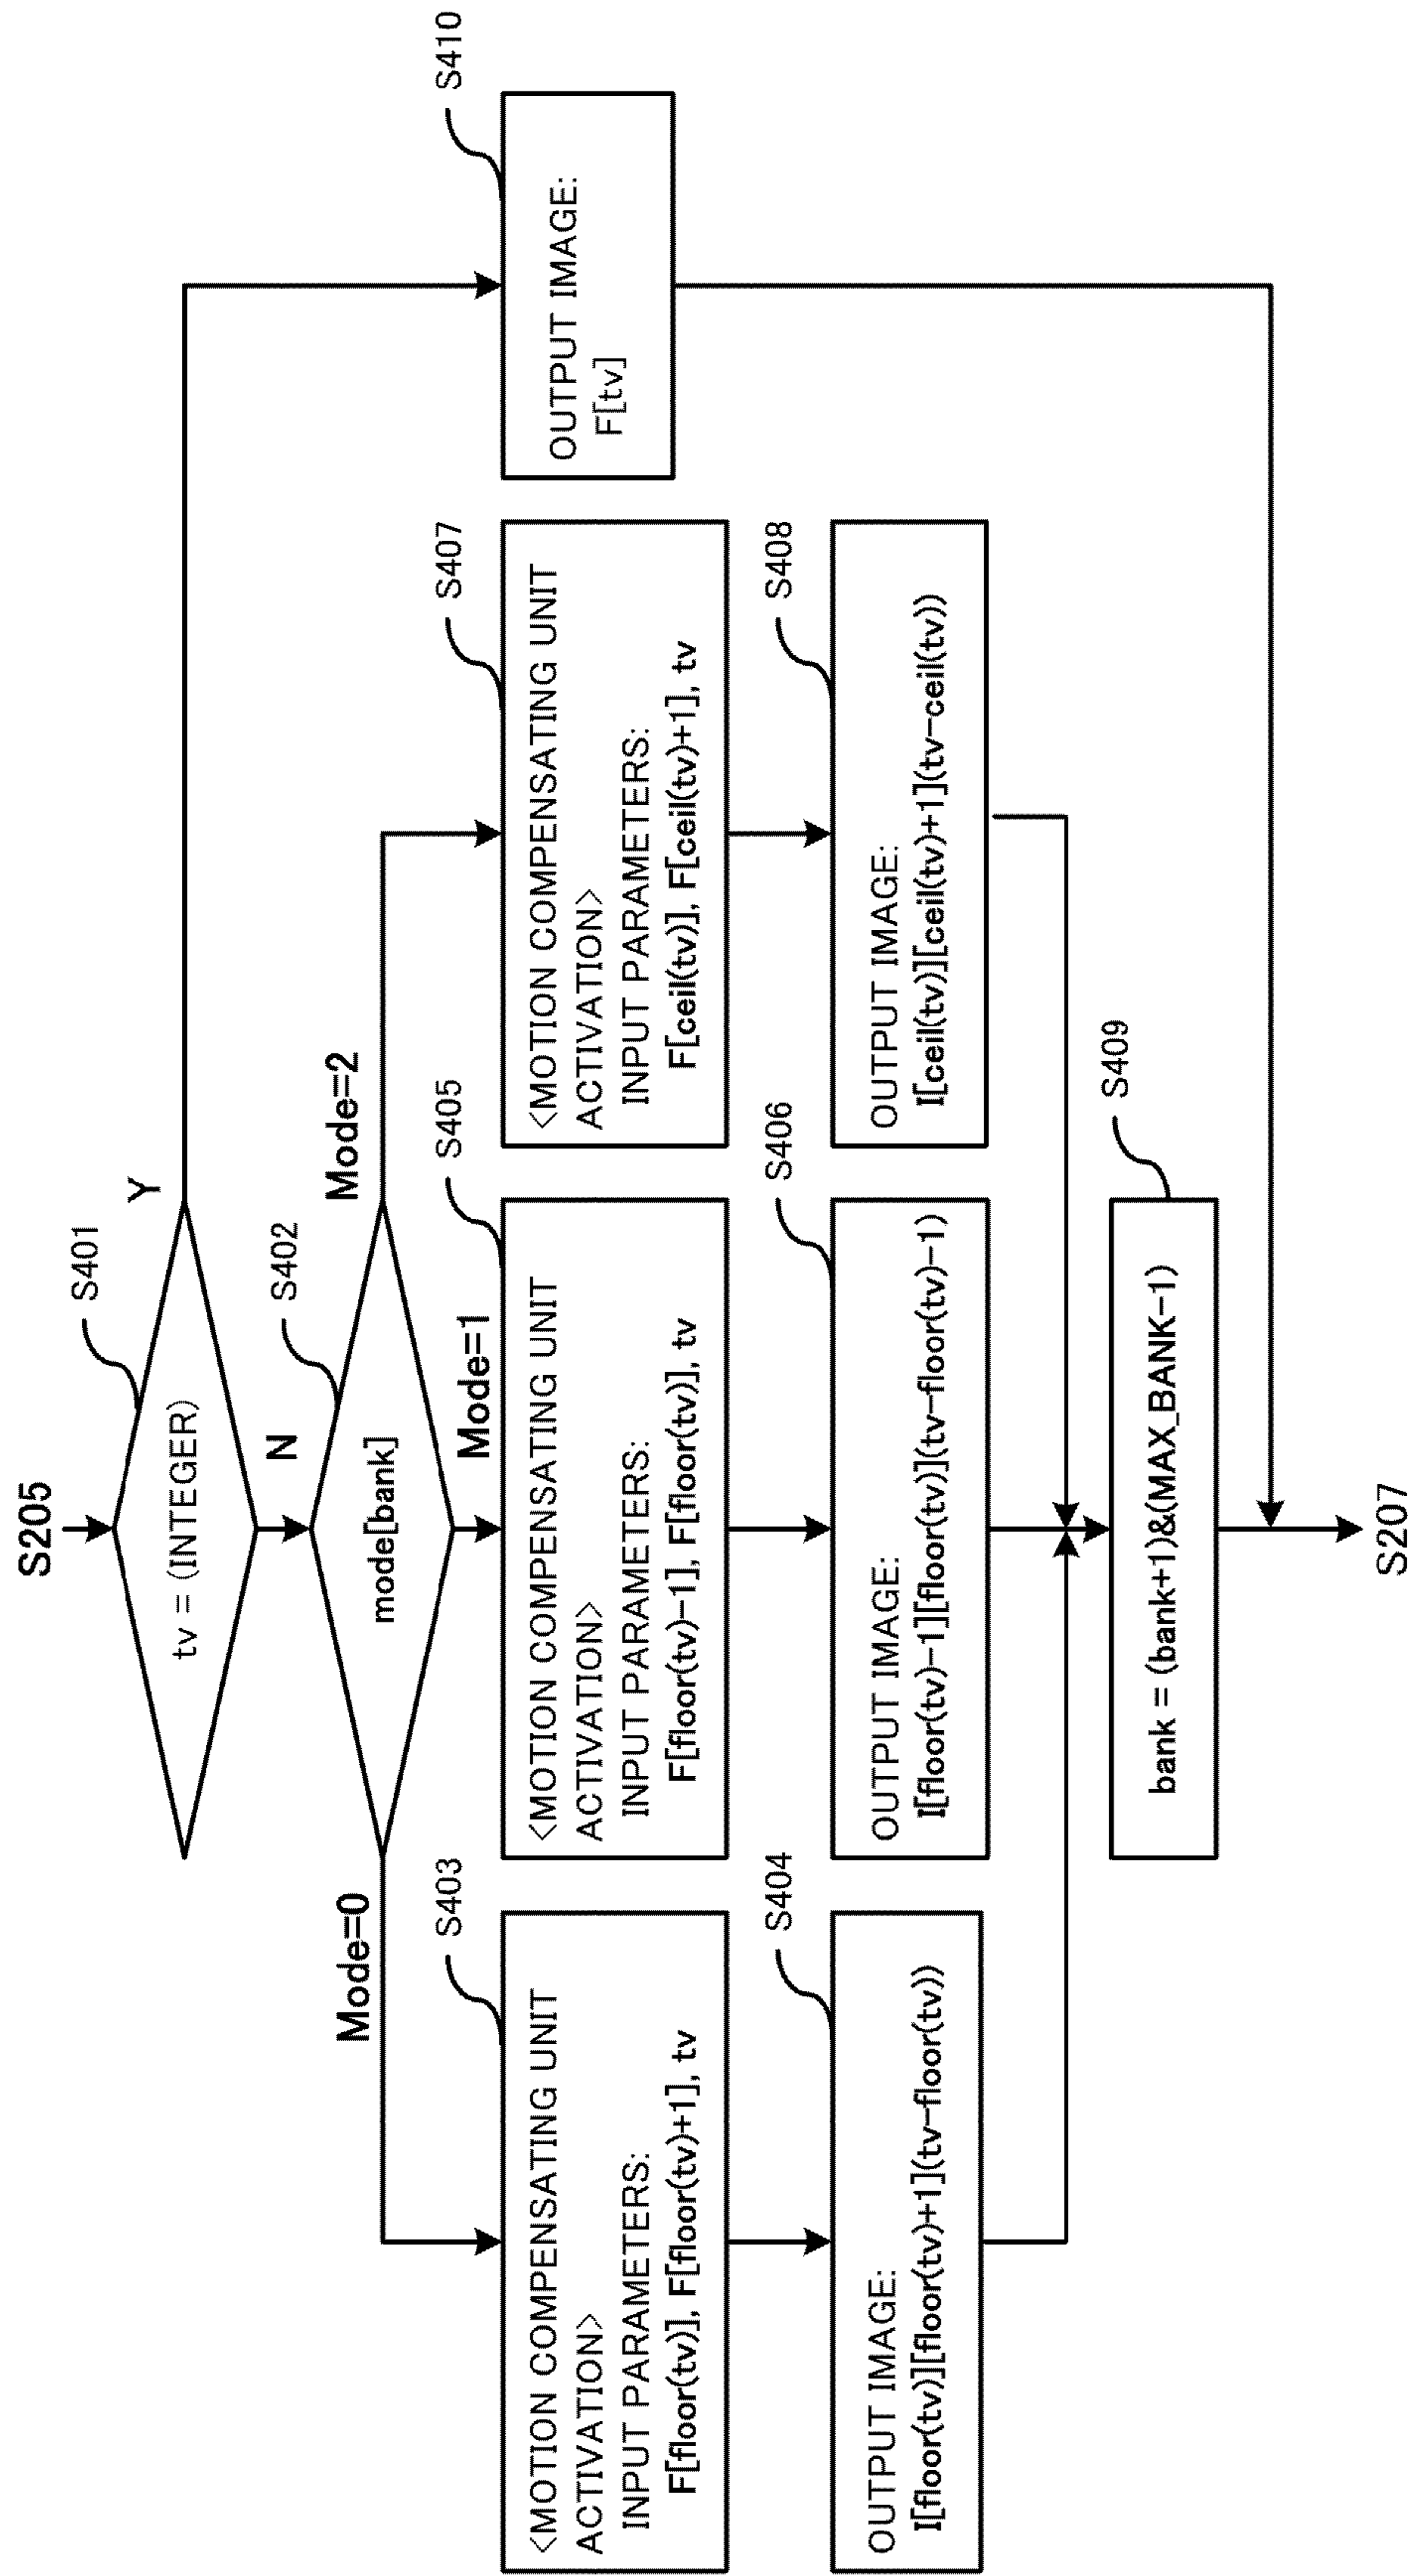 S205
S401
tv = (INTEGER)
Y
N
S402
mode[bank]
Mode=0
Mode=1
Mode=2
S403
<MOTION COMPENSATING UNIT
ACTIVATION>
INPUT PARAMETERS:
F[floor(tv)], F[floor(tv)+1], tv
S404
OUTPUT IMAGE:
I[floor(tv)][floor(tv)+1](tv-floor(tv))
S405
<MOTION COMPENSATING UNIT
ACTIVATION>
INPUT PARAMETERS:
F[floor(tv)-1], F[floor(tv)], tv
S406
OUTPUT IMAGE:
I[floor(tv)-1][floor(tv)](tv-floor(tv)-1)
S407
<MOTION COMPENSATING UNIT
ACTIVATION>
INPUT PARAMETERS:
F[ceil(tv)], F[ceil(tv)+1], tv
S408
OUTPUT IMAGE:
I[ceil(tv)][ceil(tv)+1](tv-ceil(tv))
S410
OUTPUT IMAGE:
F[tv]
S409
bank = (bank+1)&(MAX_BANK-1)
S207